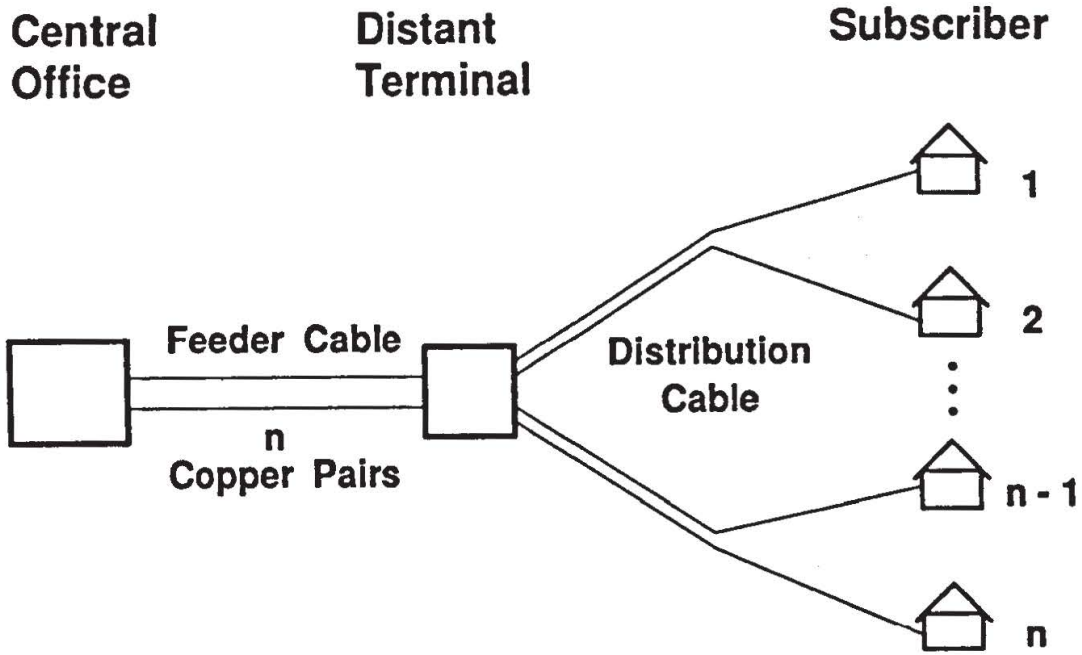 Central
Office
Distant
Terminal
Subscriber
1
2
Feeder Cable
n
Copper Pairs
Distribution
Cable
n - 1
n